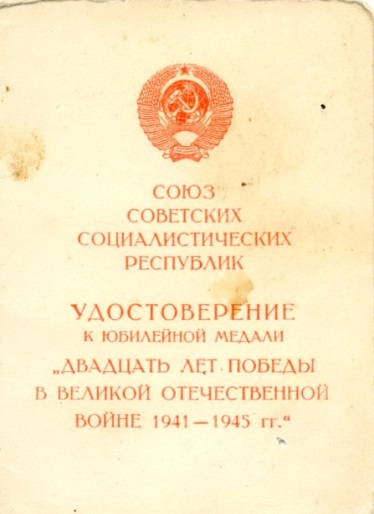 СОЮЗ
СОВЕТСКИХ
СОЦИАЛИСТИЧЕСКИХ
РЕСПУБЛИК
УДОСТОВЕРЕНИЕ
К ЮБИЛЕЙНОЙ МЕДАЛИ
„ДВАДЦАТЬ ЛЕТ ПОБЕДЫ
В ВЕЛИКОЙ ОТЕЧЕСТВЕННОЙ
ВОЙНЕ 1941—1945 гг.“